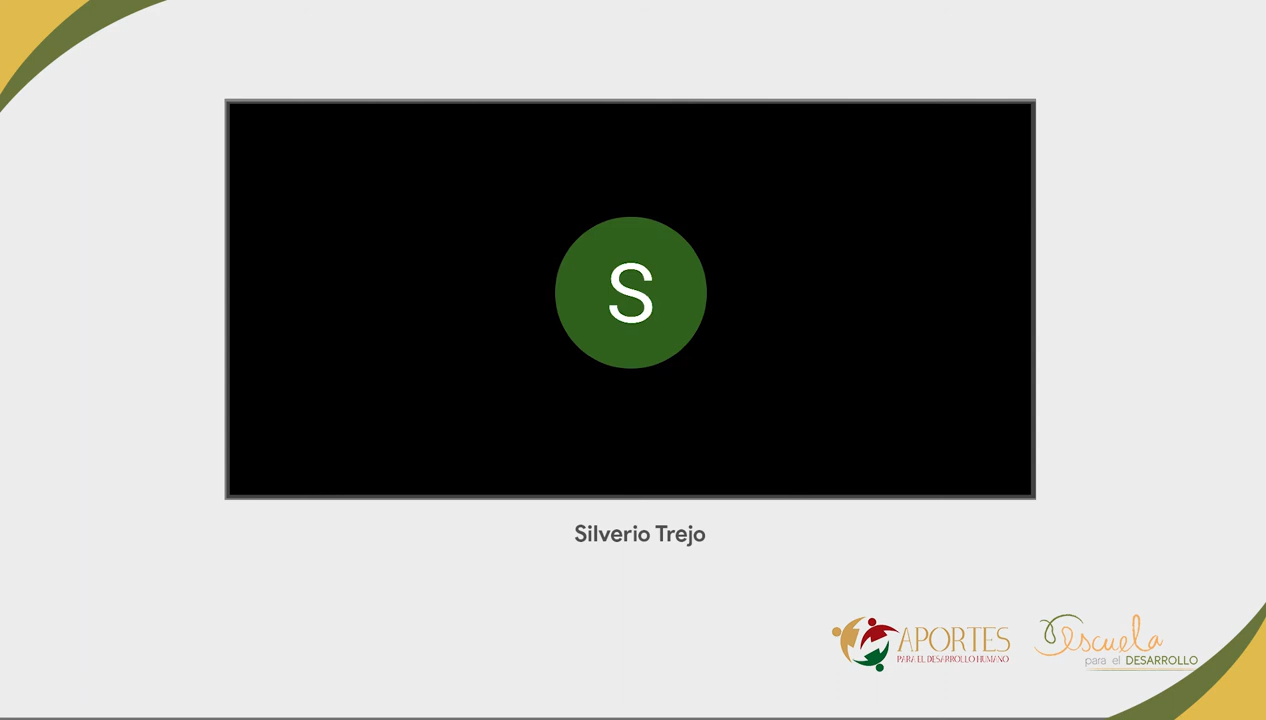 S
Silverio Trejo
APORTES
PARA EL DESARROLLO HUMANO
Escuela
para el DESARROLLO